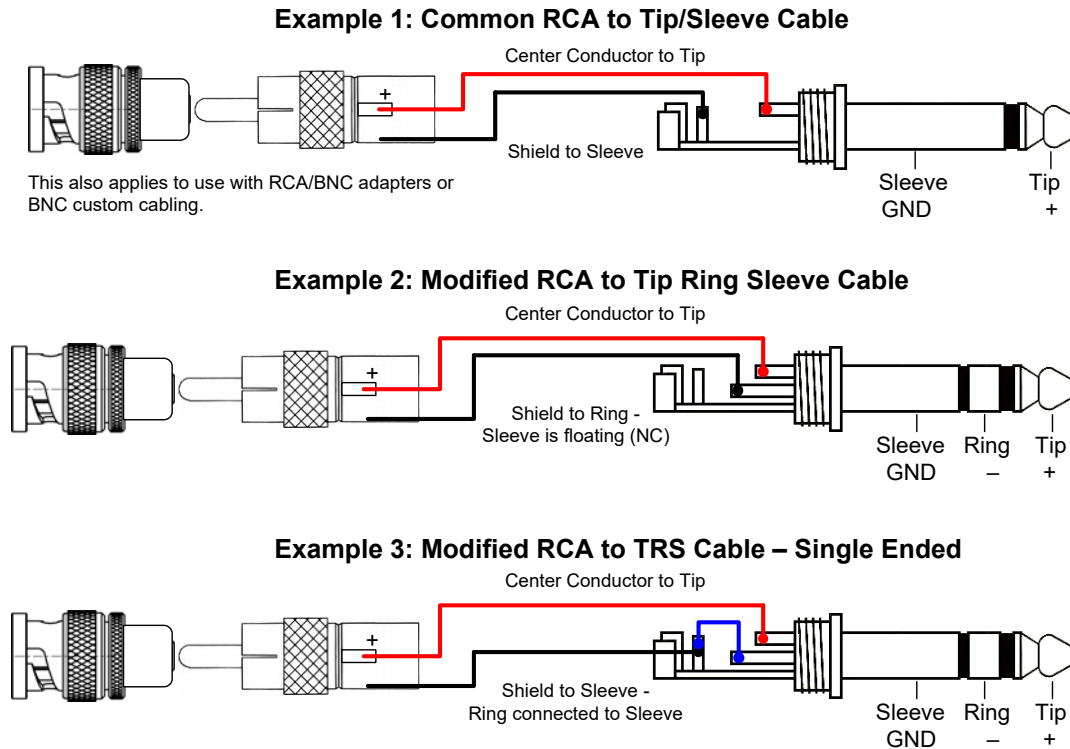 Example 1: Common RCA to Tip/Sleeve Cable
Center Conductor to Tip
+
Shield to Sleeve
This also applies to use with RCA/BNC adapters or
BNC custom cabling.
Sleeve Tip
GND +
Example 2: Modified RCA to Tip Ring Sleeve Cable
Center Conductor to Tip
+
Shield to Ring -
Sleeve is floating (NC)
Sleeve Ring Tip
GND – +
Example 3: Modified RCA to TRS Cable – Single Ended
Center Conductor to Tip
+
Shield to Sleeve -
Ring connected to Sleeve
Sleeve Ring Tip
GND – +